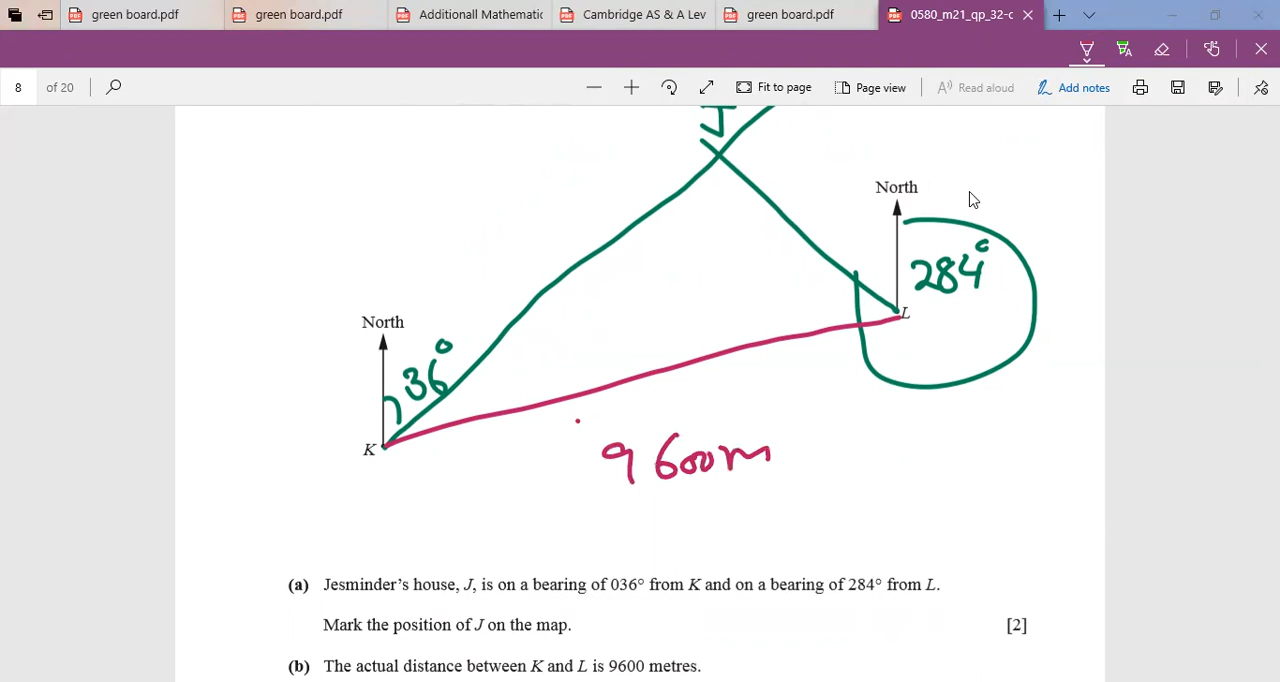 green board.pdf
green board.pdf
Additionall Mathematic
Cambridge AS & A Lev
green board.pdf
0580_m21_qp_32-c
8 of 20
Fit to page
Page view
Read aloud
Add notes
J
North
284°
L
North
036°
K
9600m
(a) Jesminder's house, J, is on a bearing of 036° from K and on a bearing of 284° from L.
Mark the position of J on the map. [2]
(b) The actual distance between K and L is 9600 metres.